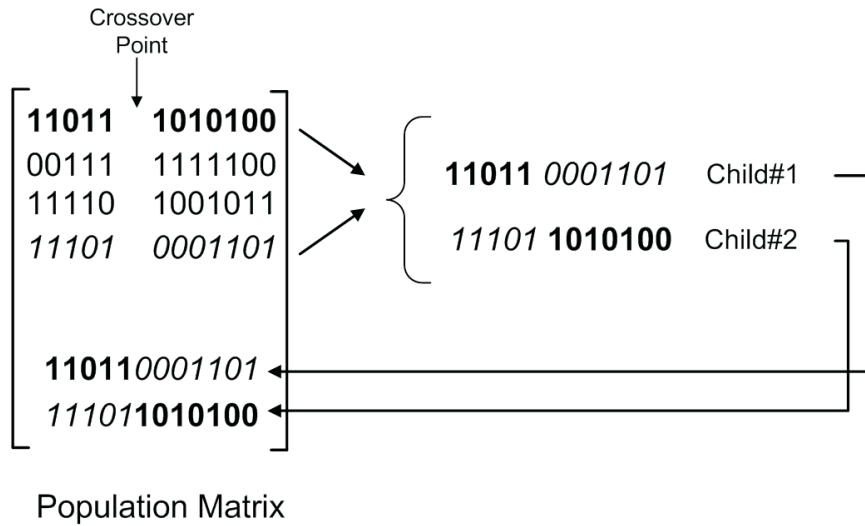 Crossover
Point
11011 1010100
00111 1111100
11110 1001011
11101 0001101
11011 0001101 Child#1
11101 1010100 Child#2
110110001101
111011010100
Population Matrix